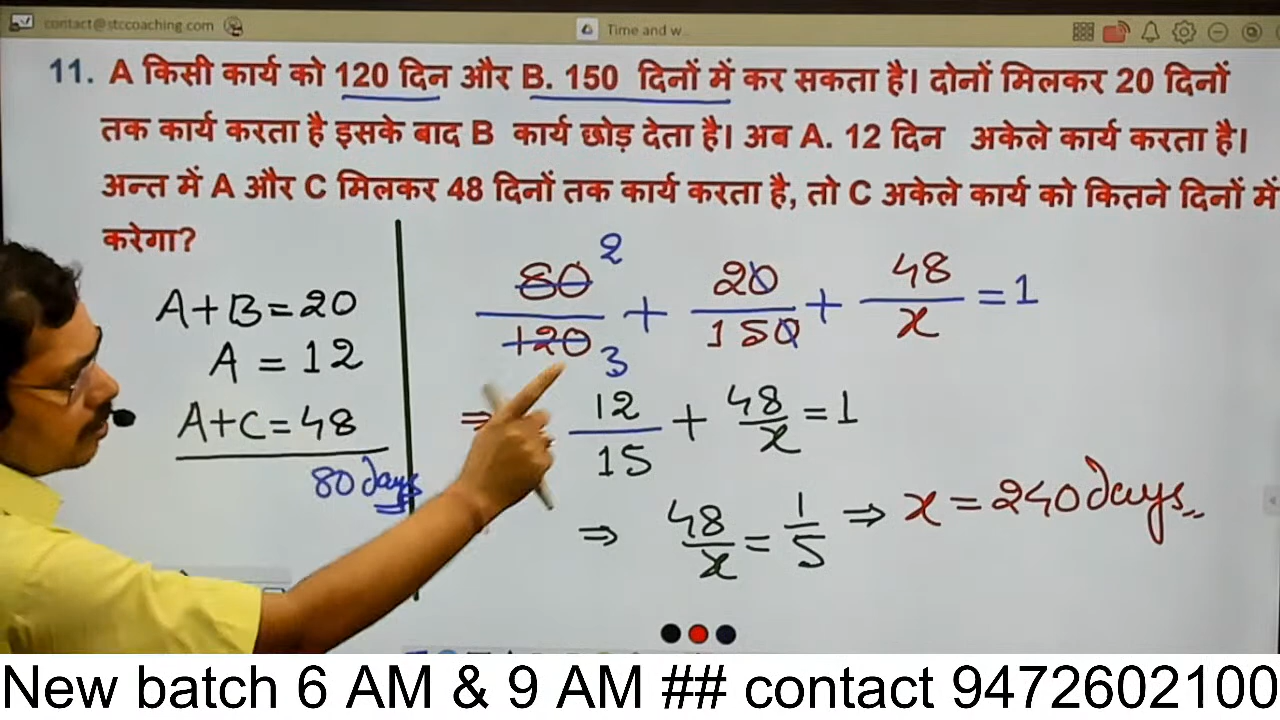 contact@stccoaching.com
Time and w...
11. A किसी कार्य को 120 दिन और B. 150 दिनों में कर सकता है। दोनों मिलकर 20 दिनों
तक कार्य करता है इसके बाद B कार्य छोड़ देता है। अब A. 12 दिन अकेले कार्य करता है।
अन्त में A और C मिलकर 48 दिनों तक कार्य करता है, तो C अकेले कार्य को कितने दिनों में
करेगा?
A+B=20
A = 12
A+C=48
80 days
80/120 2/3 + 20/150 + 48/x = 1
⇒ 12/15 + 48/x = 1
⇒ 48/x = 1/5 ⇒ x = 240 days..
New batch 6 AM & 9 AM ## contact 9472602100